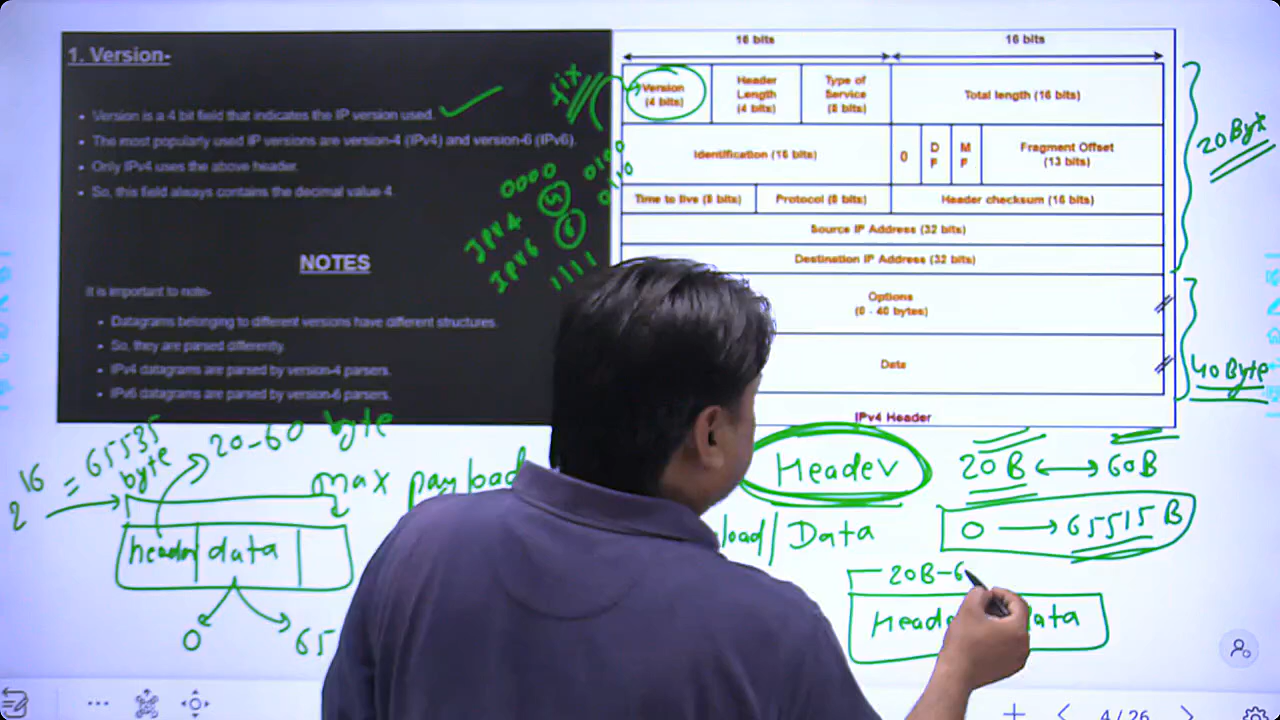 1. Version-
Version is a 4 bit field that indicates the IP version used.
The most popularly used IP versions are version-4 (IPv4) and version-6 (IPv6).
Only IPv4 uses the above header.
So, this field always contains the decimal value 4.
NOTES
It is important to note-
Datagrams belonging to different versions have different structures.
So, they are parsed differently.
IPv4 datagrams are parsed by version-4 parsers.
IPv6 datagrams are parsed by version-6 parsers.
fix
0000
IPv4 4 0100
IPv6 6 0110
1111
16 bits 16 bits
Version (4 bits)
Header Length (4 bits)
Type of Service (8 bits)
Total length (16 bits)
Identification (16 bits)
0
DF
MF
Fragment Offset (13 bits)
Time to live (8 bits)
Protocol (8 bits)
Header checksum (16 bits)
Source IP Address (32 bits)
Destination IP Address (32 bits)
Options
(0 - 40 bytes)
Data
IPv4 Header
20 Byt
40 Byte
2^16 = 65535 byte
20-60 byte
max payload
header data
0 65
Header 20B 60B
load/Data 0 65515 B
20B-6
Heade ata
4 / 26